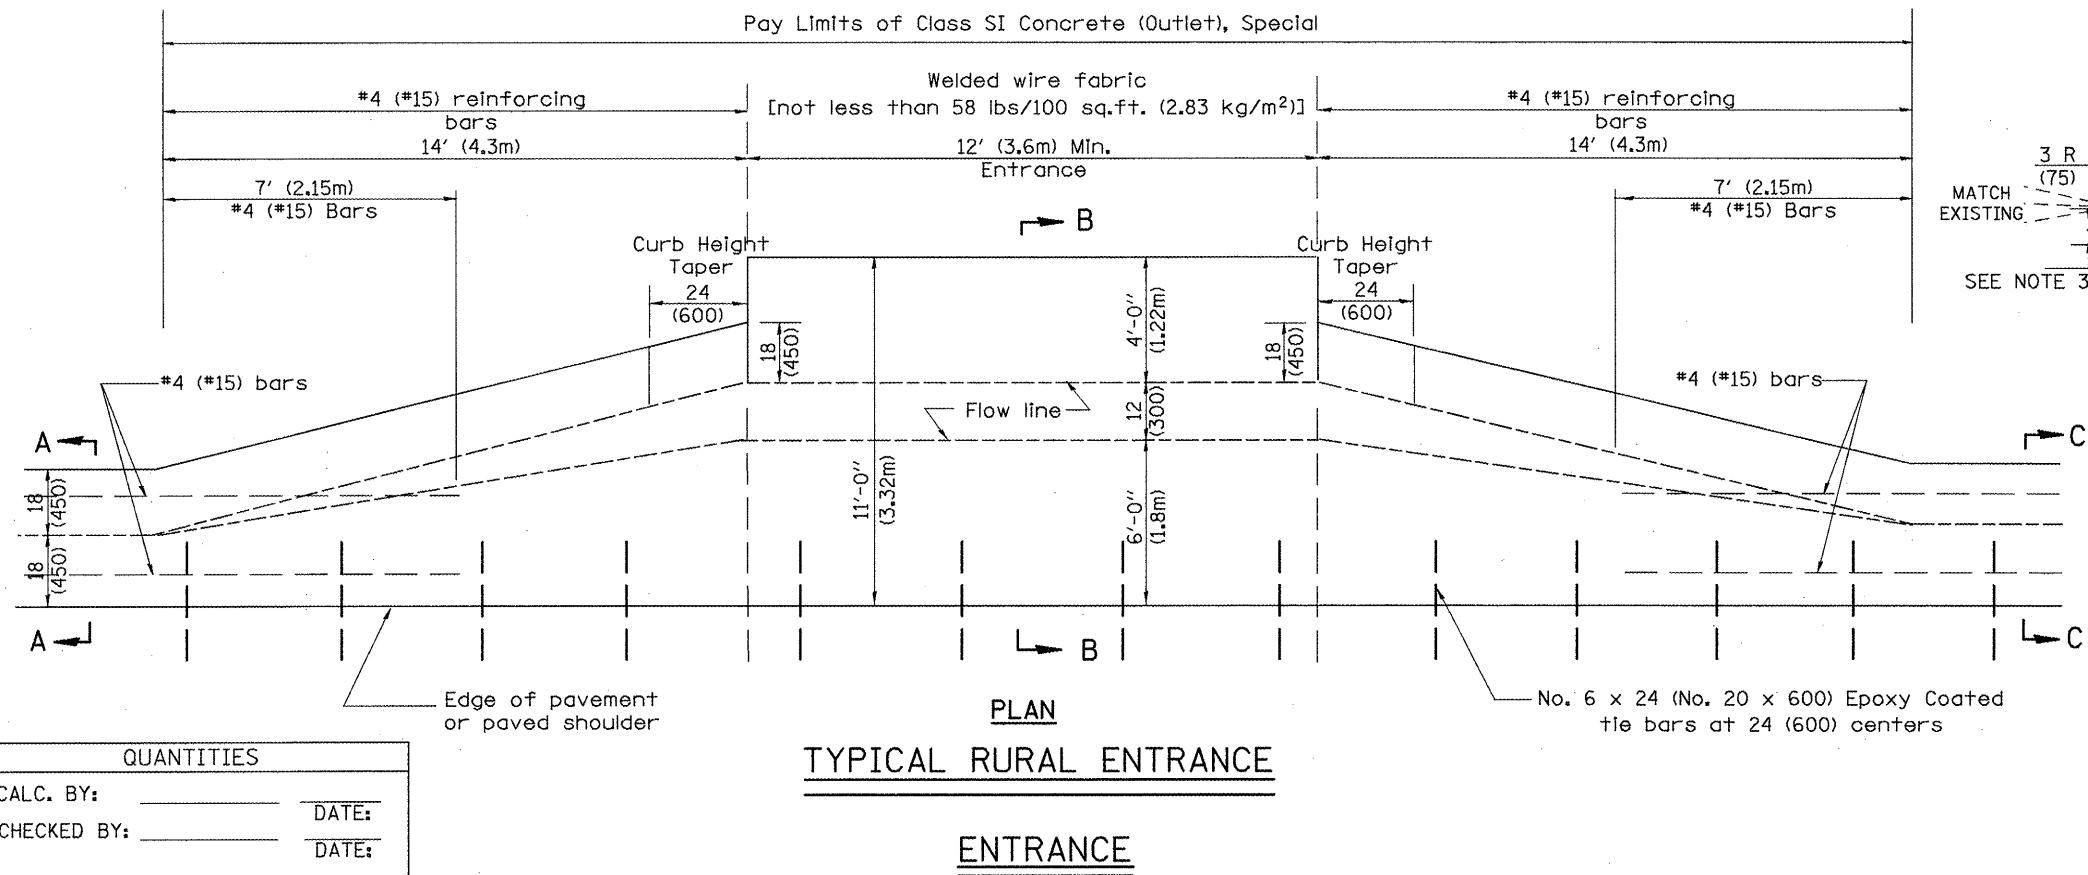 Pay Limits of Class SI Concrete (Outlet), Special
Welded wire fabric
[not less than 58 lbs/100 sq.ft. (2.83 kg/m²)]
#4 (#15) reinforcing
bars
#4 (#15) reinforcing
bars
14' (4.3m)
12' (3.6m) Min.
Entrance
14' (4.3m)
7' (2.15m)
#4 (#15) Bars
7' (2.15m)
#4 (#15) Bars
3 R
(75)
MATCH
EXISTING
SEE NOTE 3
B
Curb Height
Taper
24
(600)
Curb Height
Taper
24
(600)
18
(450)
4'-0"
(1.22m)
18
(450)
#4 (#15) bars
#4 (#15) bars
Flow line
12
(300)
A
C
18
(450)
11'-0"
(3.32m)
6'-0"
(1.8m)
18
(450)
A
B
C
Edge of pavement
or paved shoulder
No. 6 x 24 (No. 20 x 600) Epoxy Coated
tie bars at 24 (600) centers
PLAN
TYPICAL RURAL ENTRANCE
ENTRANCE
QUANTITIES
CALC. BY:
DATE:
CHECKED BY:
DATE: